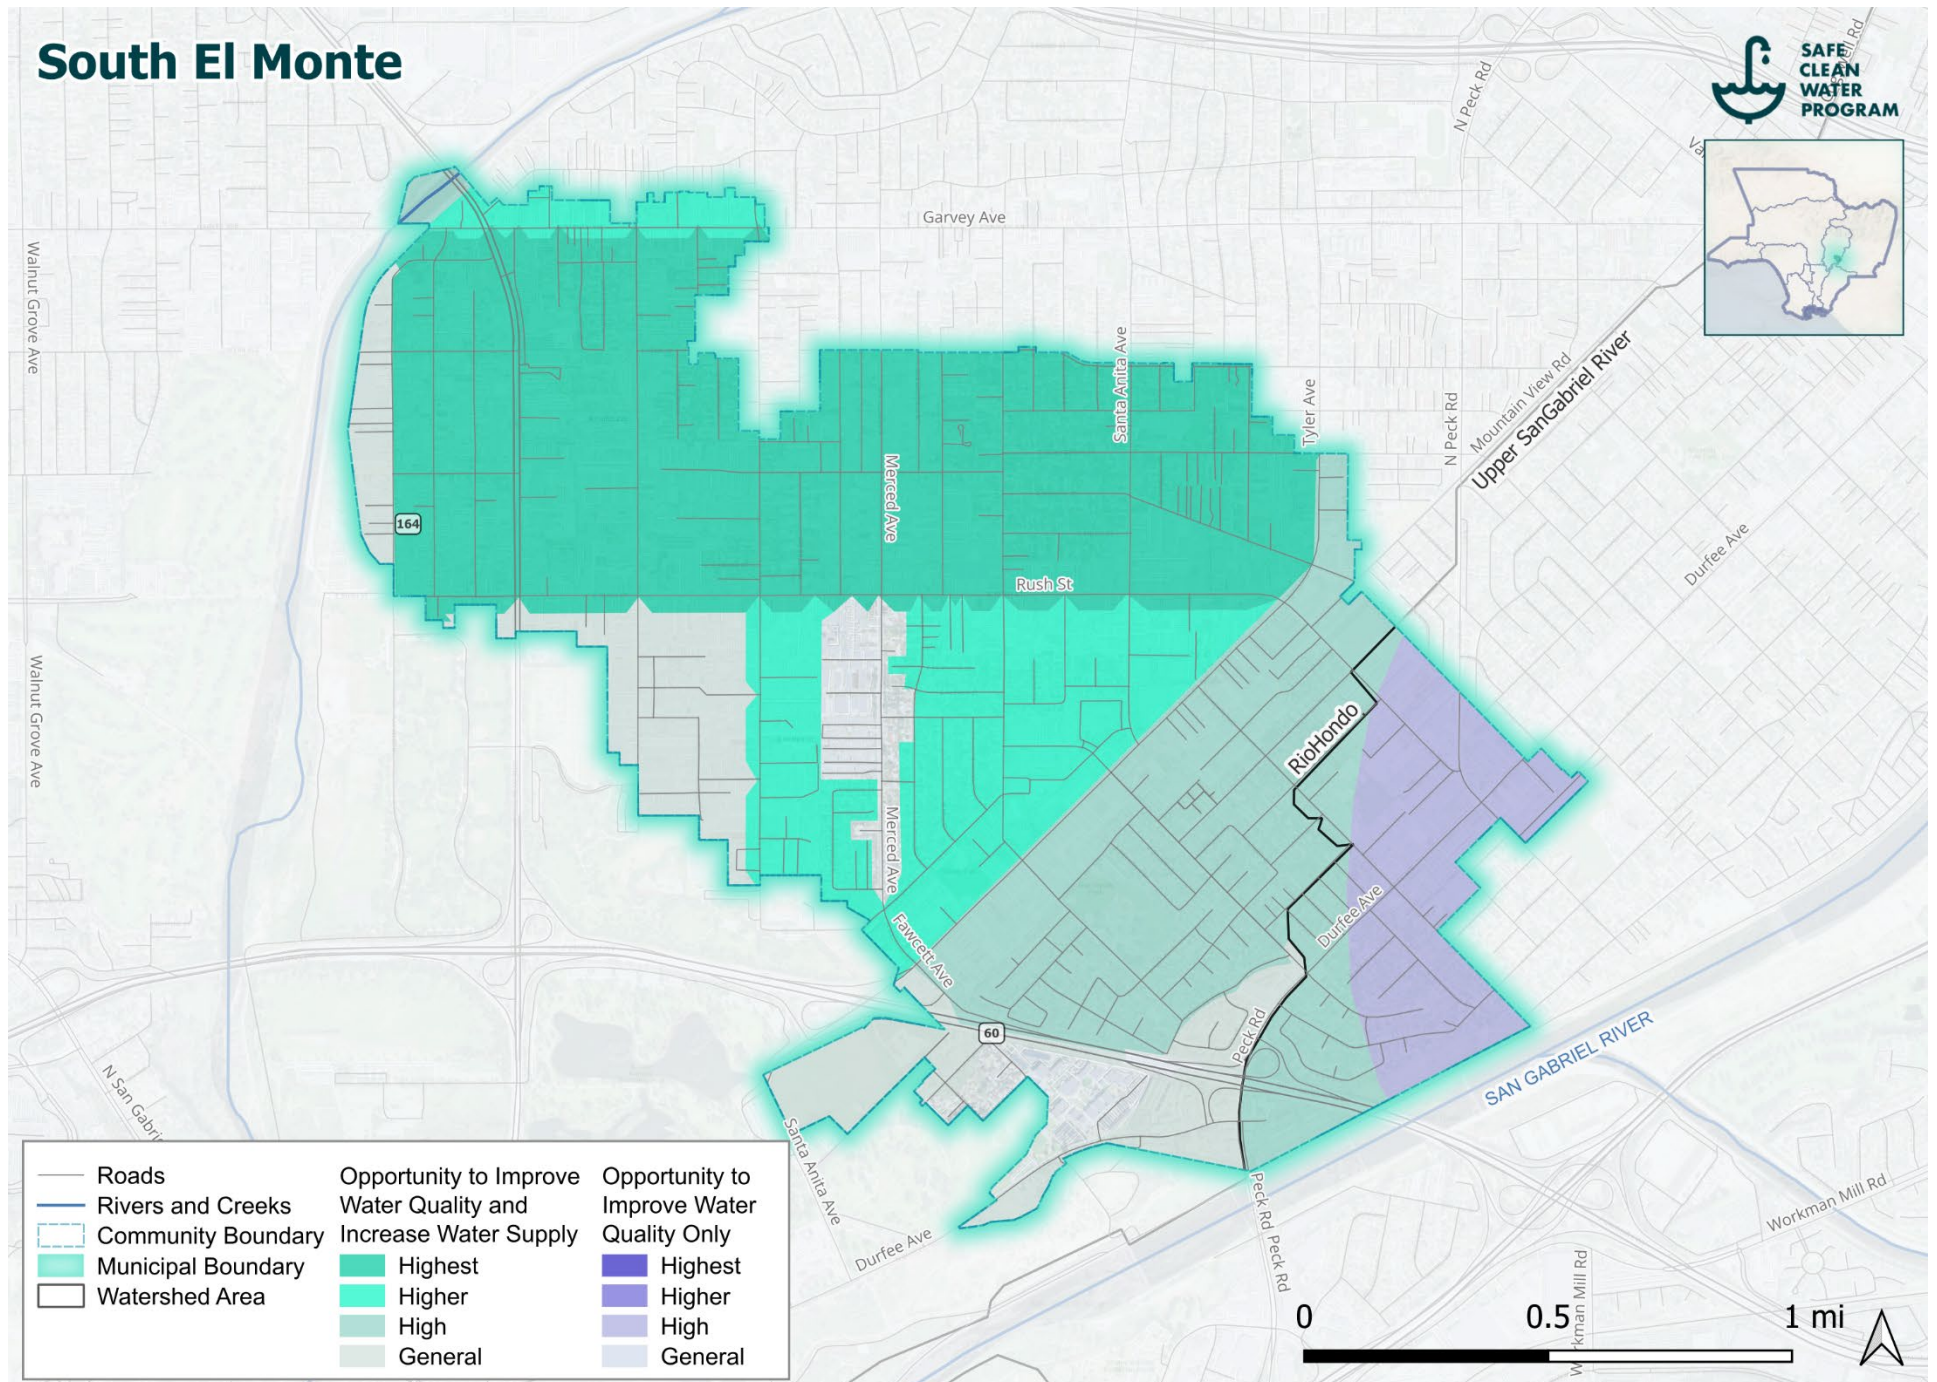 South El Monte
SAFE
CLEAN
WATER
PROGRAM
N Peck Rd
Garvey Ave
Walnut Grove Ave
Santa Anita Ave
Tyler Ave
N Peck Rd
Mountain View Rd
Upper SanGabriel River
Merced Ave
164
Durfee Ave
Rush St
Walnut Grove Ave
RioHondo
Merced Ave
Durfee Ave
Fawcett Ave
60
Peck Rd
SAN GABRIEL RIVER
N San Gabri
Santa Anita Ave
Durfee Ave
Peck Rd
Peck Rd
Workman Mill Rd
Workman Mill Rd
Roads
Rivers and Creeks
Community Boundary
Municipal Boundary
Watershed Area
Opportunity to Improve
Water Quality and
Increase Water Supply
Highest
Higher
High
General
Opportunity to
Improve Water
Quality Only
Highest
Higher
High
General
0 0.5 1 mi